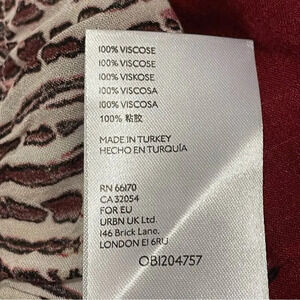 100% VISCOSE
100% VISCOSE
100% VISKOSE
100% VISCOSA
100% VISCOSA
100% 粘胶
MADE IN TURKEY
HECHO EN TURQUÍA
RN 66170
CA 32054
FOR EU
URBN UK Ltd.
146 Brick Lane.
LONDON E1 6RU
OB1204757